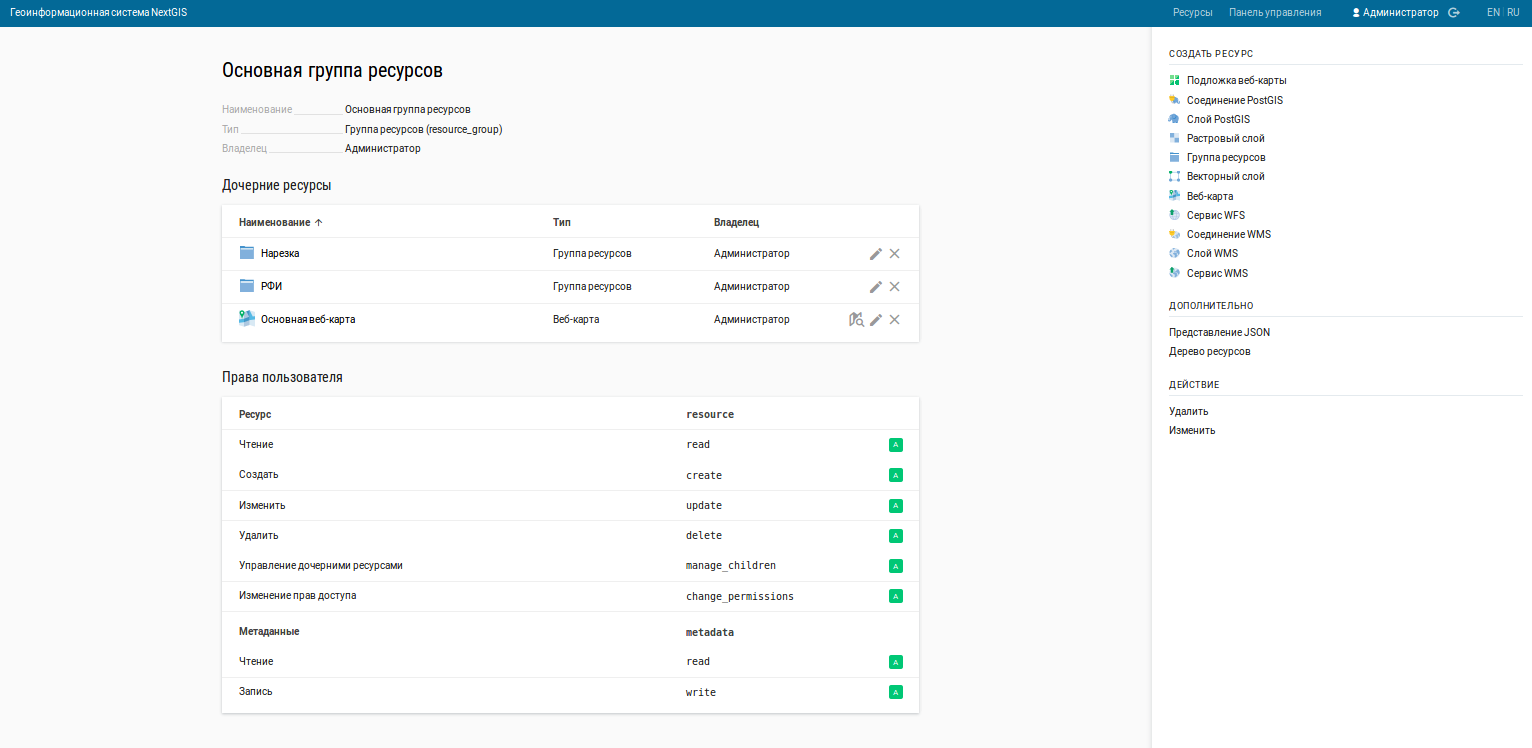 Геоинформационная система NextGIS
Ресурсы Панель управления Администратор EN RU
Основная группа ресурсов
Наименование Основная группа ресурсов
Тип Группа ресурсов (resource_group)
Владелец Администратор
Дочерние ресурсы
Наименование Тип Владелец
Нарезка Группа ресурсов Администратор
РФИ Группа ресурсов Администратор
Основная веб-карта Веб-карта Администратор
Права пользователя
Ресурс resource
Чтение read A
Создать create A
Изменить update A
Удалить delete A
Управление дочерними ресурсами manage_children A
Изменение прав доступа change_permissions A
Метаданные metadata
Чтение read A
Запись write A
СОЗДАТЬ РЕСУРС
Подложка веб-карты
Соединение PostGIS
Слой PostGIS
Растровый слой
Группа ресурсов
Векторный слой
Веб-карта
Сервис WFS
Соединение WMS
Слой WMS
Сервис WMS
ДОПОЛНИТЕЛЬНО
Представление JSON
Дерево ресурсов
ДЕЙСТВИЕ
Удалить
Изменить